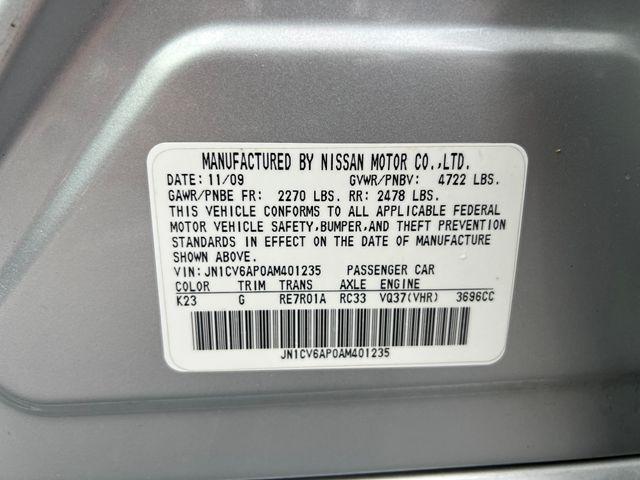 MANUFACTURED BY NISSAN MOTOR CO.,LTD.
DATE: 11/09 GVWR/PNBV: 4722 LBS.
GAWR/PNBE FR: 2270 LBS. RR: 2478 LBS.
THIS VEHICLE CONFORMS TO ALL APPLICABLE FEDERAL
MOTOR VEHICLE SAFETY,BUMPER,AND THEFT PREVENTION
STANDARDS IN EFFECT ON THE DATE OF MANUFACTURE
SHOWN ABOVE.
VIN: JN1CV6AP0AM401235 PASSENGER CAR
COLOR TRIM TRANS AXLE ENGINE
K23 G RE7R01A RC33 VQ37(VHR) 3696CC
JN1CV6AP0AM401235